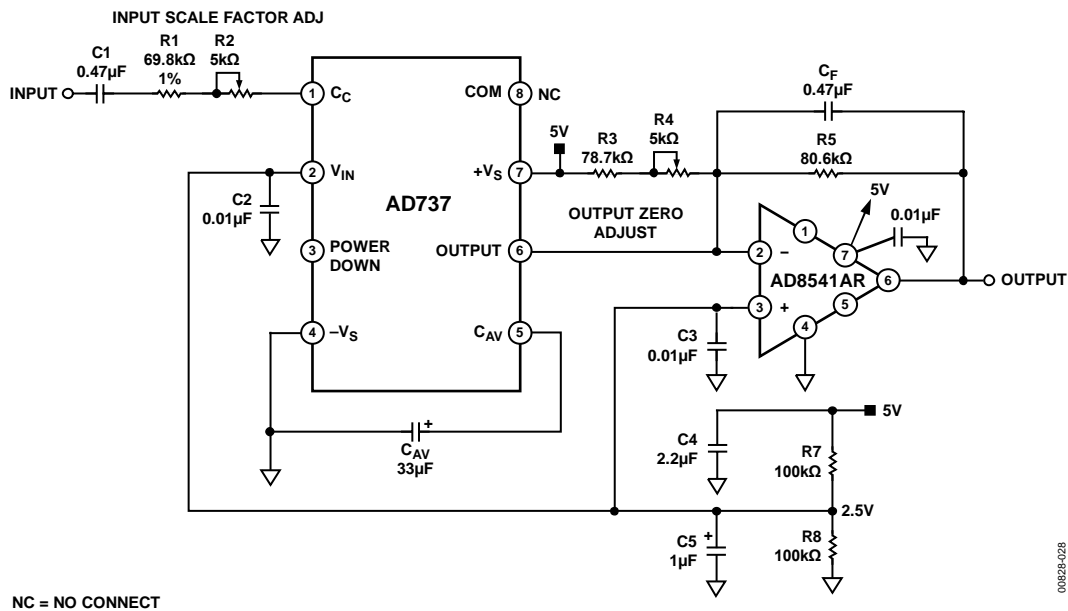 INPUT SCALE FACTOR ADJ
C1
0.47µF
R1
69.8kΩ
1%
R2
5kΩ
INPUT
1
CC
COM
8
NC
2
VIN
+VS
7
AD737
C2
0.01µF
3
POWER
DOWN
OUTPUT
6
4
–VS
CAV
5
CAV
33µF
+
5V
R3
78.7kΩ
R4
5kΩ
OUTPUT ZERO
ADJUST
CF
0.47µF
R5
80.6kΩ
5V
0.01µF
1
7
2
–
AD8541AR
6
OUTPUT
3
+
5
4
C3
0.01µF
C4
2.2µF
5V
R7
100kΩ
2.5V
C5
1µF
+
R8
100kΩ
NC = NO CONNECT
00828-028